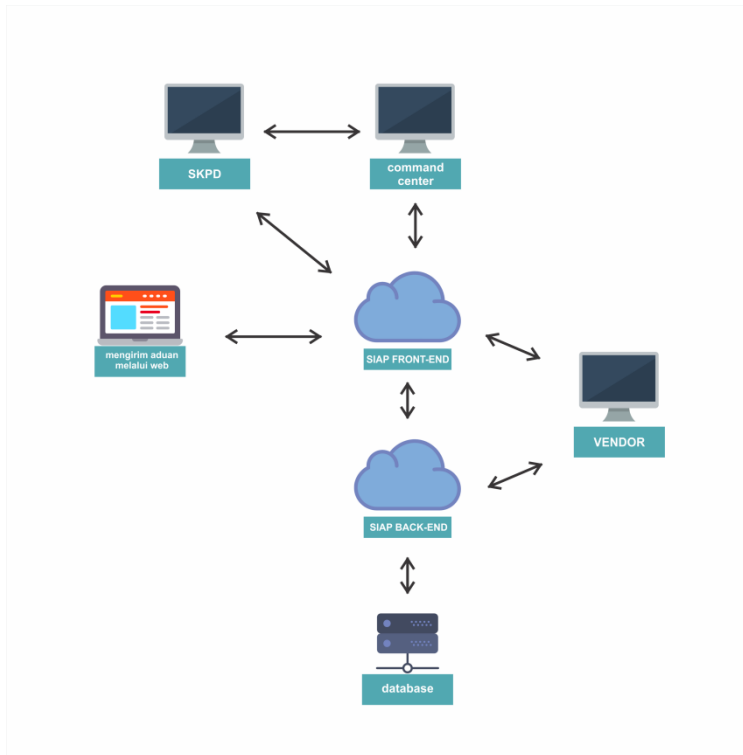 SKPD
command
center
mengirim aduan
melalui web
SIAP FRONT-END
VENDOR
SIAP BACK-END
database